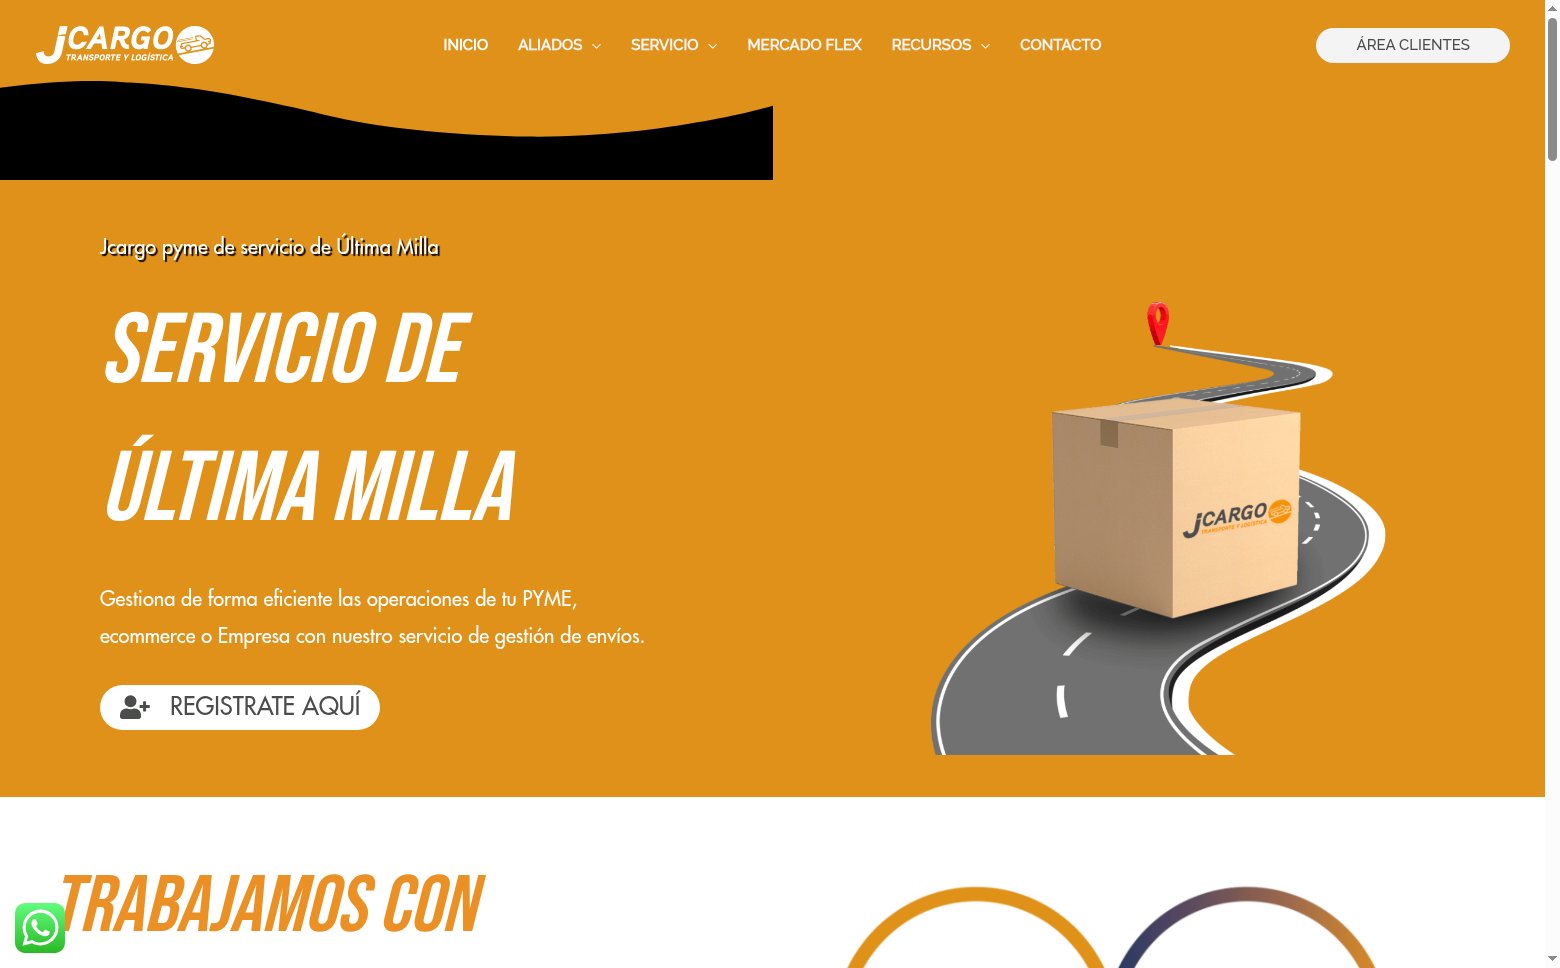 JCARGO
TRANSPORTE Y LOGÍSTICA
INICIO
ALIADOS
SERVICIO
MERCADO FLEX
RECURSOS
CONTACTO
ÁREA CLIENTES
Jcargo pyme de servicio de Última Milla
SERVICIO DE
ÚLTIMA MILLA
Gestiona de forma eficiente las operaciones de tu PYME,
ecommerce o Empresa con nuestro servicio de gestión de envíos.
REGISTRATE AQUÍ
JCARGO
TRANSPORTE Y LOGÍSTICA
TRABAJAMOS CON